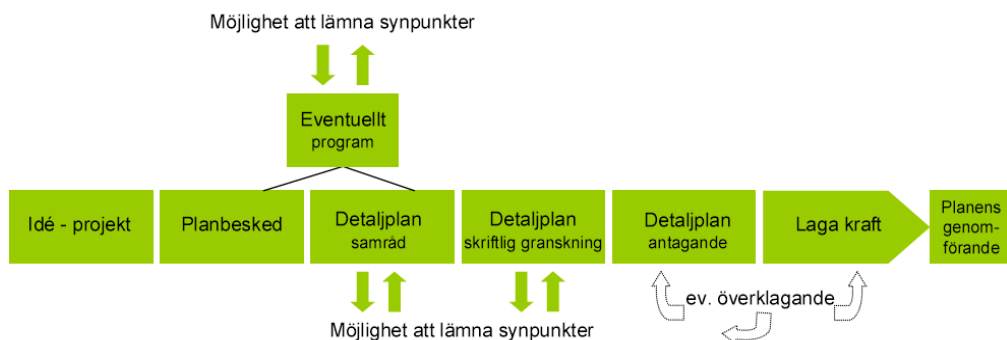 Möjlighet att lämna synpunkter
Eventuellt
program
Idé - projekt
Planbesked
Detaljplan
samråd
Detaljplan
skriftlig granskning
Detaljplan
antagande
Laga kraft
Planens
genom-
förande
Möjlighet att lämna synpunkter
ev. överklagande